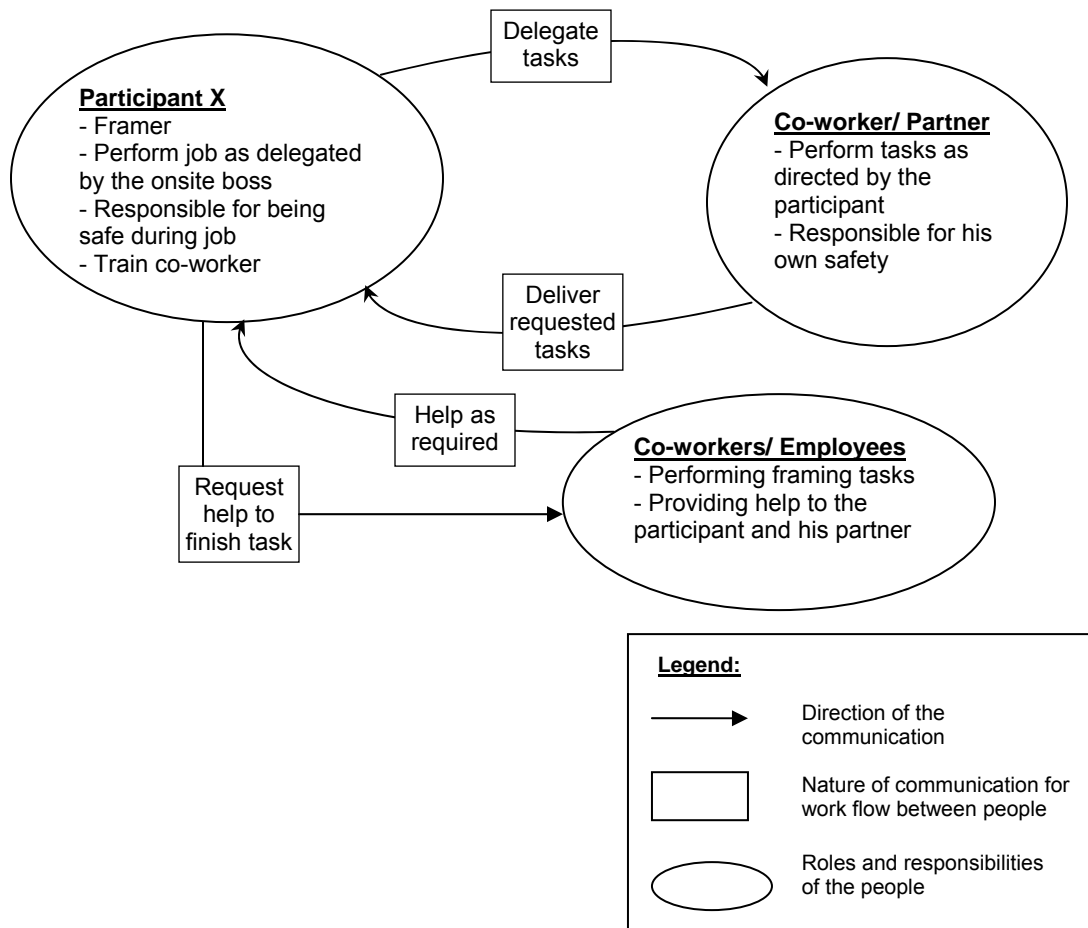 Delegate
tasks
Participant X
- Framer
- Perform job as delegated
by the onsite boss
- Responsible for being
safe during job
- Train co-worker
Co-worker/ Partner
- Perform tasks as
directed by the
participant
- Responsible for his
own safety
Deliver
requested
tasks
Help as
required
Co-workers/ Employees
- Performing framing tasks
- Providing help to the
participant and his partner
Request
help to
finish task
Legend:
Direction of the
communication
Nature of communication for
work flow between people
Roles and responsibilities
of the people